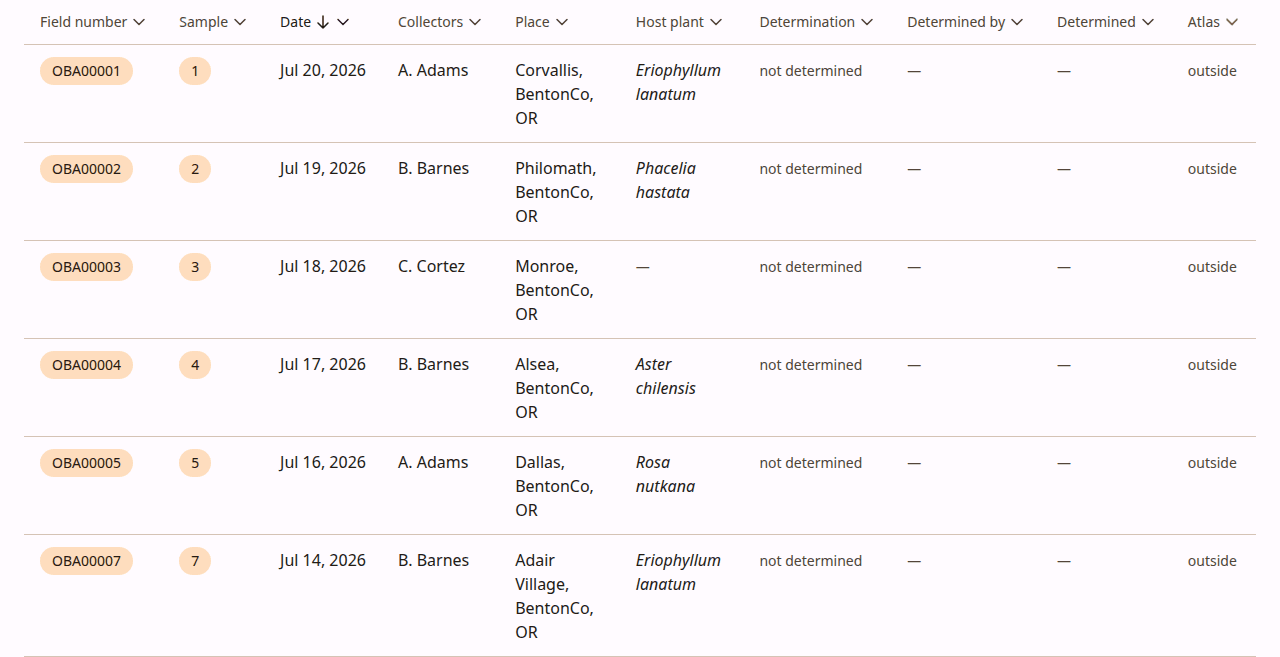 Field number Sample Date Collectors Place Host plant Determination Determined by Determined Atlas
OBA00001 1 Jul 20, 2026 A. Adams Corvallis, Eriophyllum not determined — — outside
BentonCo, lanatum
OR
OBA00002 2 Jul 19, 2026 B. Barnes Philomath, Phacelia not determined — — outside
BentonCo, hastata
OR
OBA00003 3 Jul 18, 2026 C. Cortez Monroe, — not determined — — outside
BentonCo,
OR
OBA00004 4 Jul 17, 2026 B. Barnes Alsea, Aster not determined — — outside
BentonCo, chilensis
OR
OBA00005 5 Jul 16, 2026 A. Adams Dallas, Rosa not determined — — outside
BentonCo, nutkana
OR
OBA00007 7 Jul 14, 2026 B. Barnes Adair Eriophyllum not determined — — outside
Village, lanatum
BentonCo,
OR